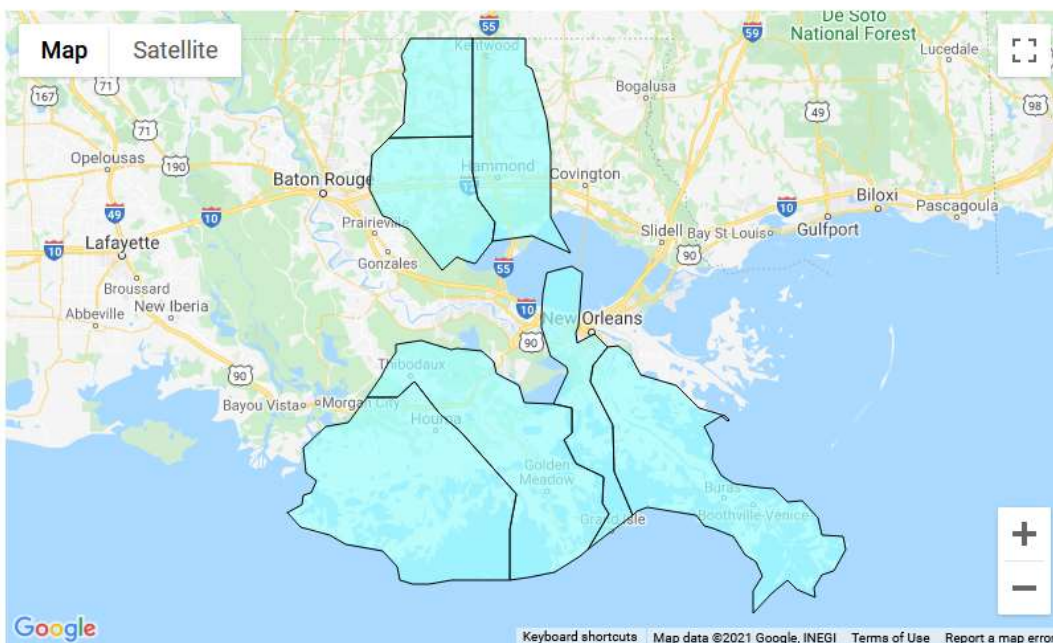 Map
Satellite
55
Kentwood
59
De Soto
National Forest
Lucedale
167
71
Bogalusa
49
98
71
Opelousas
190
Baton Rouge
Hammond
12
Covington
49
10
Prairieville
10
Biloxi
Pascagoula
10
Lafayette
Gonzales
Slidell
Bay St Louis
Gulfport
90
Broussard
55
New Iberia
Abbeville
10
New Orleans
90
90
Thibodaux
Bayou Vista
Morgan City
Houma
Golden
Meadow
Buras
Boothville-Venice
Grand Isle
Google
Keyboard shortcuts
Map data ©2021 Google, INEGI
Terms of Use
Report a map error